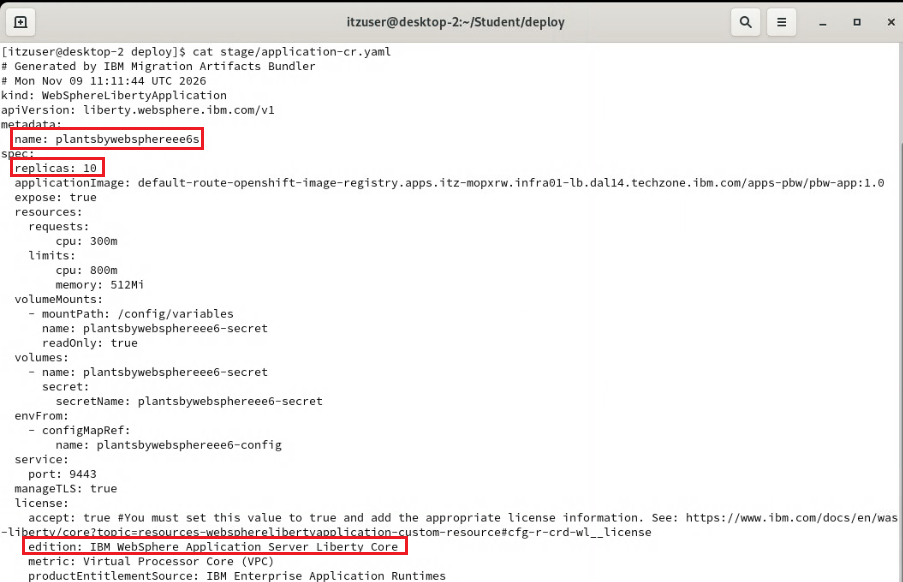 itzuser@desktop-2:~/Student/deploy
[itzuser@desktop-2 deploy]$ cat stage/application-cr.yaml
# Generated by IBM Migration Artifacts Bundler
# Mon Nov 09 11:11:44 UTC 2026
kind: WebSphereLibertyApplication
apiVersion: liberty.websphere.ibm.com/v1
metadata:
  name: plantsbywebsphereee6s
spec:
  replicas: 10
  applicationImage: default-route-openshift-image-registry.apps.itz-mopxrw.infra01-lb.dal14.techzone.ibm.com/apps-pbw/pbw-app:1.0
  expose: true
  resources:
    requests:
        cpu: 300m
    limits:
        cpu: 800m
        memory: 512Mi
  volumeMounts:
    - mountPath: /config/variables
      name: plantsbywebsphereee6-secret
      readOnly: true
  volumes:
    - name: plantsbywebsphereee6-secret
      secret:
        secretName: plantsbywebsphereee6-secret
  envFrom:
    - configMapRef:
        name: plantsbywebsphereee6-config
  service:
    port: 9443
  manageTLS: true
  license:
    accept: true #You must set this value to true and add the appropriate license information. See: https://www.ibm.com/docs/en/was
-liberty/core?topic=resources-webspherelibertyapplication-custom-resource#cfg-r-crd-wl__license
    edition: IBM WebSphere Application Server Liberty Core
    metric: Virtual Processor Core (VPC)
    productEntitlementSource: IBM Enterprise Application Runtimes